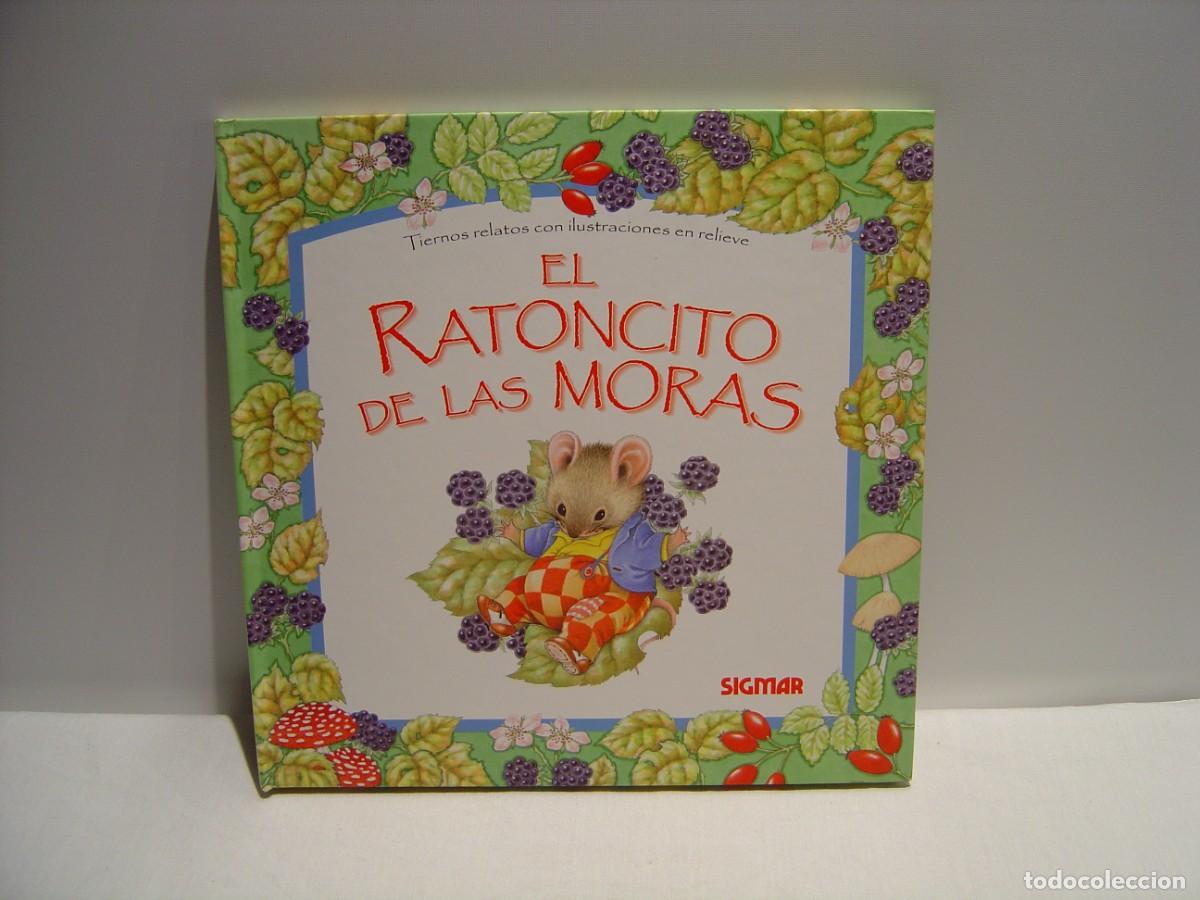 Tiernos relatos con ilustraciones en relieve
EL
RATONCITO
DE LAS MORAS
SIGMAR
todocoleccion